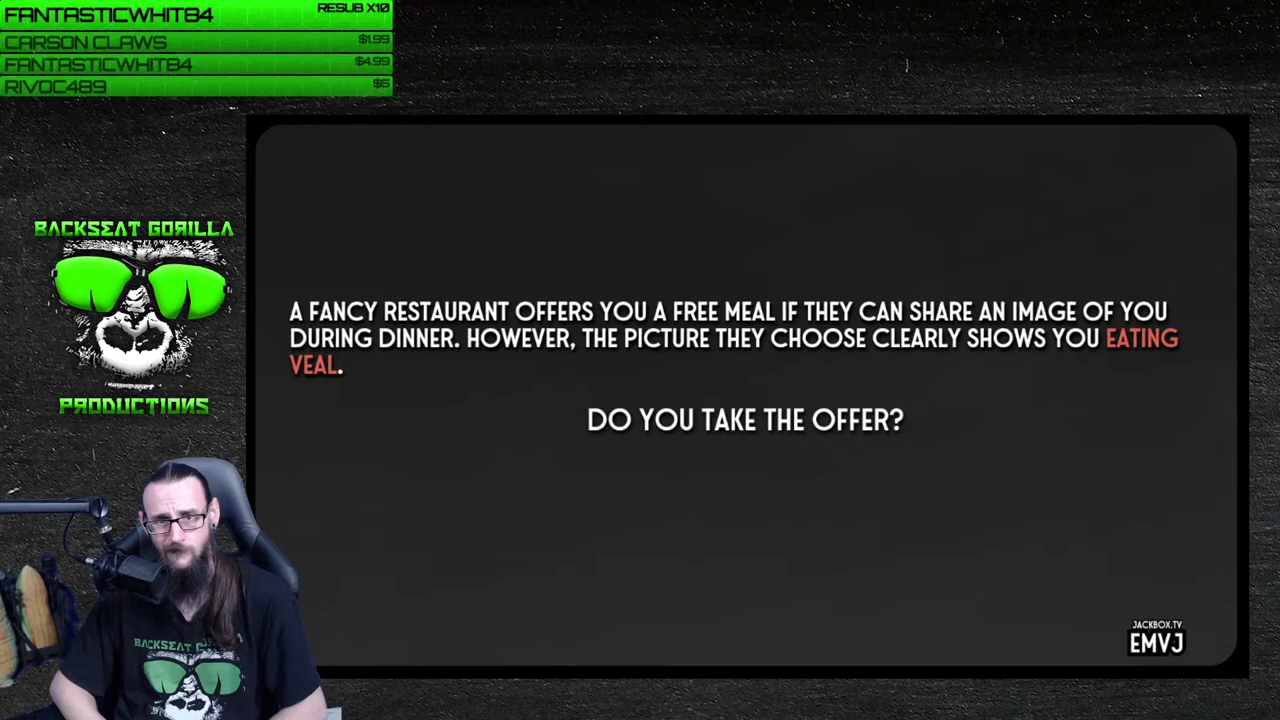 FANTASTICWHIT84 RESUB X10
CARSON CLAWS $1.99
FANTASTICWHIT84 $4.99
RIVOC489 $5
BACKSEAT GORILLA
PRODUCTIONS
A FANCY RESTAURANT OFFERS YOU A FREE MEAL IF THEY CAN SHARE AN IMAGE OF YOU
DURING DINNER. HOWEVER, THE PICTURE THEY CHOOSE CLEARLY SHOWS YOU EATING
VEAL.
DO YOU TAKE THE OFFER?
BACKSEAT GORILLA
JACKBOX.TV
EMVJ